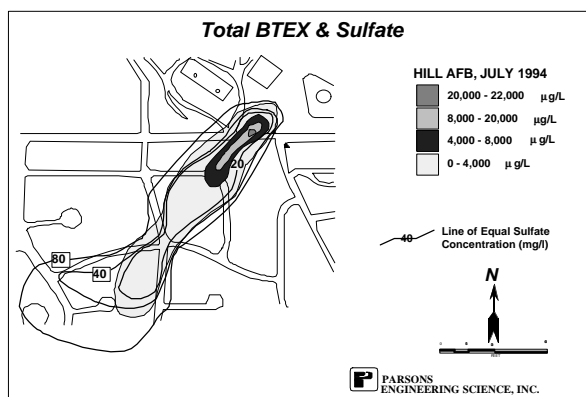 Total BTEX & Sulfate
HILL AFB, JULY 1994
20,000 - 22,000 µg/L
8,000 - 20,000 µg/L
4,000 - 8,000 µg/L
0 - 4,000 µg/L
20
80
40
40
Line of Equal Sulfate
Concentration (mg/l)
N
P
PARSONS
ENGINEERING SCIENCE, INC.